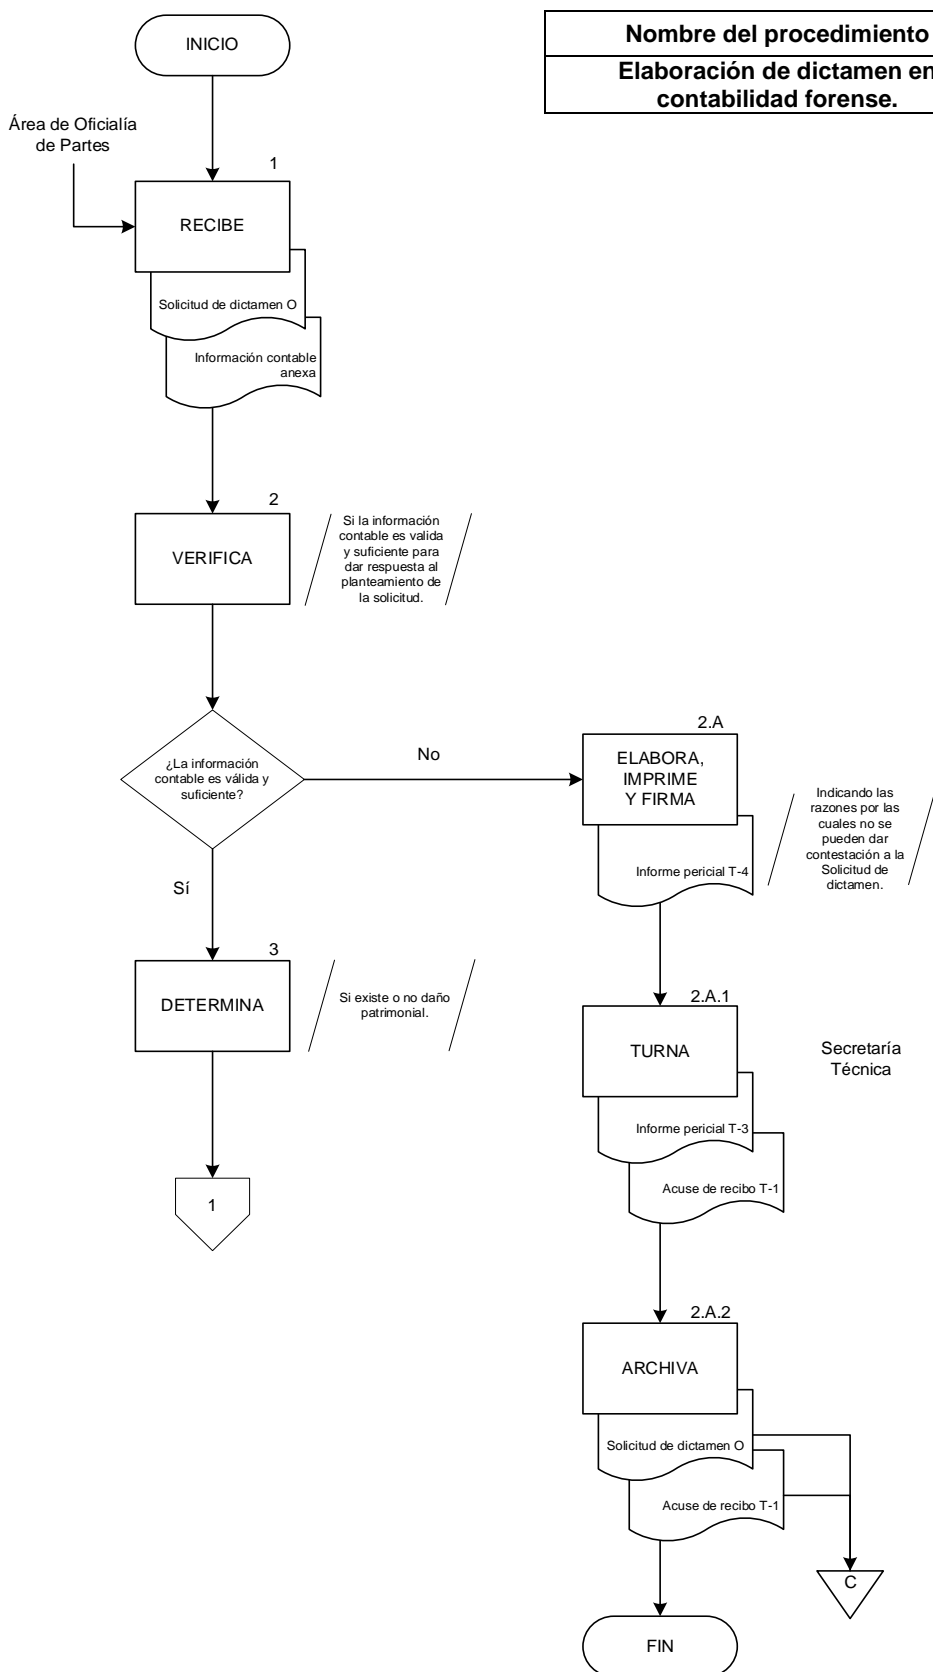 INICIO
Nombre del procedimiento
Elaboración de dictamen en
contabilidad forense.
Área de Oficialía
de Partes
1
RECIBE
Solicitud de dictamen O
Información contable
anexa
2
VERIFICA
Si la información
contable es valida
y suficiente para
dar respuesta al
planteamiento de
la solicitud.
¿La información
contable es válida y
suficiente?
No
Sí
2.A
ELABORA,
IMPRIME
Y FIRMA
Informe pericial T-4
Indicando las
razones por las
cuales no se
pueden dar
contestación a la
Solicitud de
dictamen.
3
DETERMINA
Si existe o no daño
patrimonial.
1
2.A.1
TURNA
Secretaría
Técnica
Informe pericial T-3
Acuse de recibo T-1
2.A.2
ARCHIVA
Solicitud de dictamen O
Acuse de recibo T-1
C
FIN